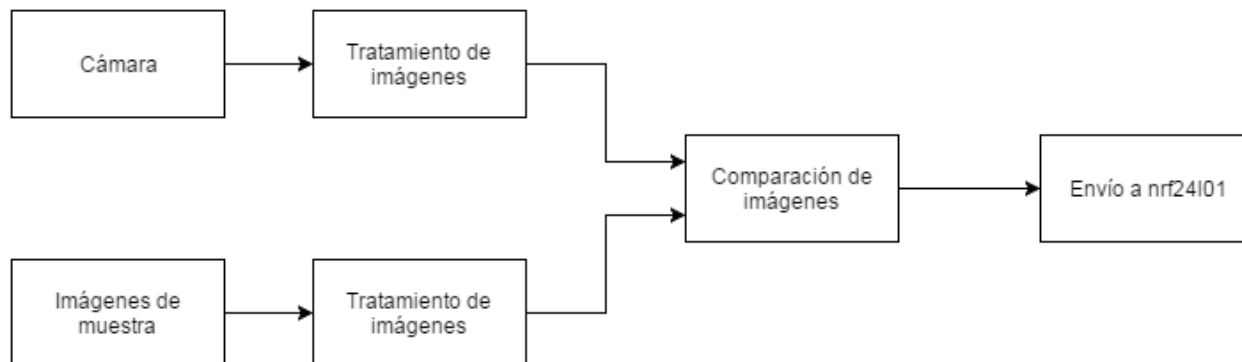 Cámara
Tratamiento de
imágenes
Comparación de
imágenes
Envío a nrf24l01
Imágenes de
muestra
Tratamiento de
imágenes